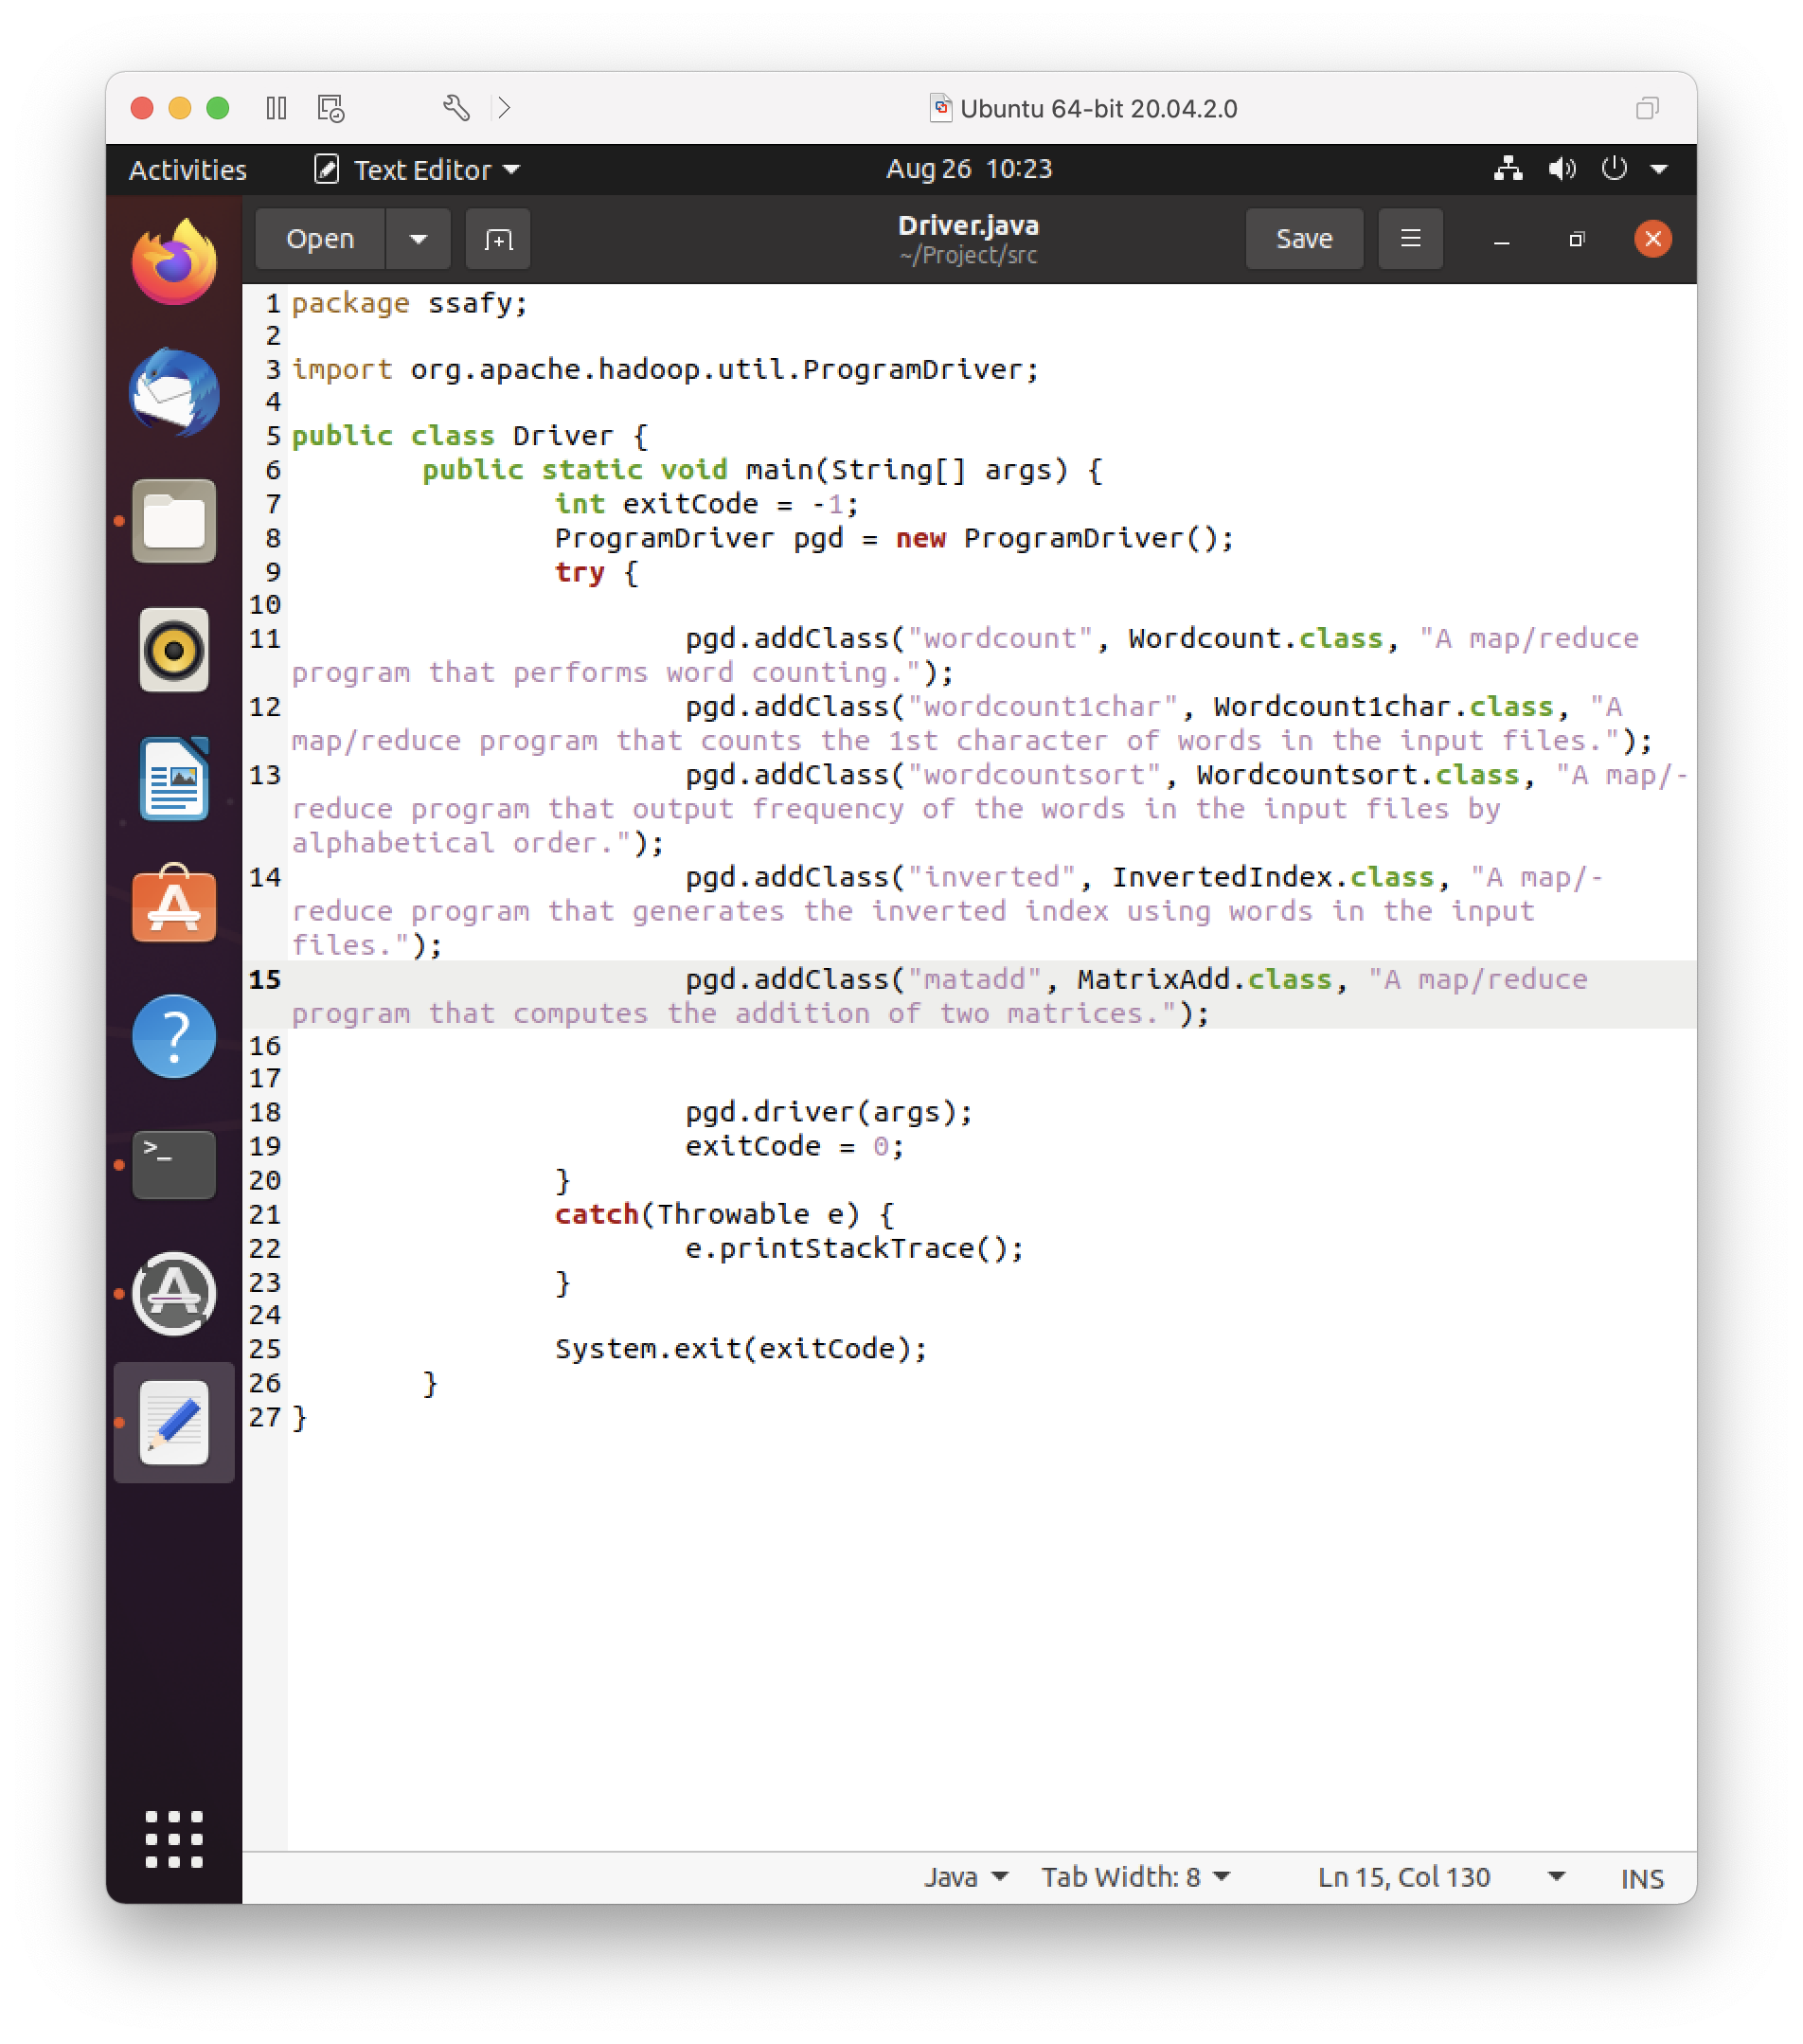 Ubuntu 64-bit 20.04.2.0
Activities Text Editor Aug 26 10:23
Open Driver.java Save
~/Project/src
1 package ssafy;
2
3 import org.apache.hadoop.util.ProgramDriver;
4
5 public class Driver {
6 public static void main(String[] args) {
7 int exitCode = -1;
8 ProgramDriver pgd = new ProgramDriver();
9 try {
10
11 pgd.addClass("wordcount", Wordcount.class, "A map/reduce
program that performs word counting.");
12 pgd.addClass("wordcount1char", Wordcount1char.class, "A
map/reduce program that counts the 1st character of words in the input files.");
13 pgd.addClass("wordcountsort", Wordcountsort.class, "A map/-
reduce program that output frequency of the words in the input files by
alphabetical order.");
14 pgd.addClass("inverted", InvertedIndex.class, "A map/-
reduce program that generates the inverted index using words in the input
files.");
15 pgd.addClass("matadd", MatrixAdd.class, "A map/reduce
program that computes the addition of two matrices.");
16
17
18 pgd.driver(args);
19 exitCode = 0;
20 }
21 catch(Throwable e) {
22 e.printStackTrace();
23 }
24
25 System.exit(exitCode);
26 }
27 }
Java Tab Width: 8 Ln 15, Col 130 INS